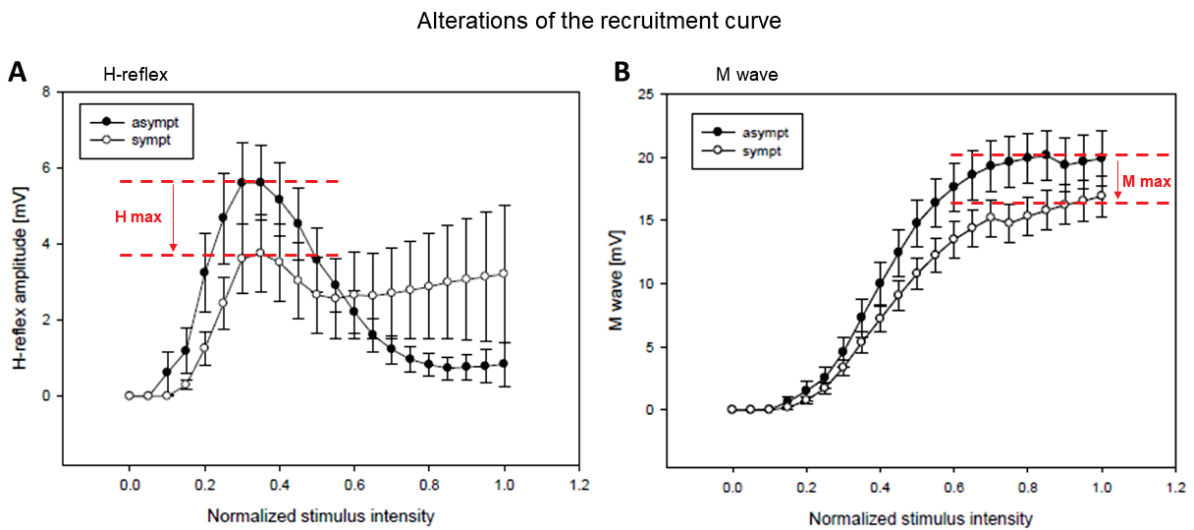 Alterations of the recruitment curve
A
H-reflex
8
6
4
2
0
H-reflex amplitude [mV]
asympt
sympt
H max
0.0 0.2 0.4 0.6 0.8 1.0 1.2
Normalized stimulus intensity
B
M wave
25
20
15
10
5
0
M wave [mV]
asympt
sympt
M max
0.0 0.2 0.4 0.6 0.8 1.0 1.2
Normalized stimulus intensity